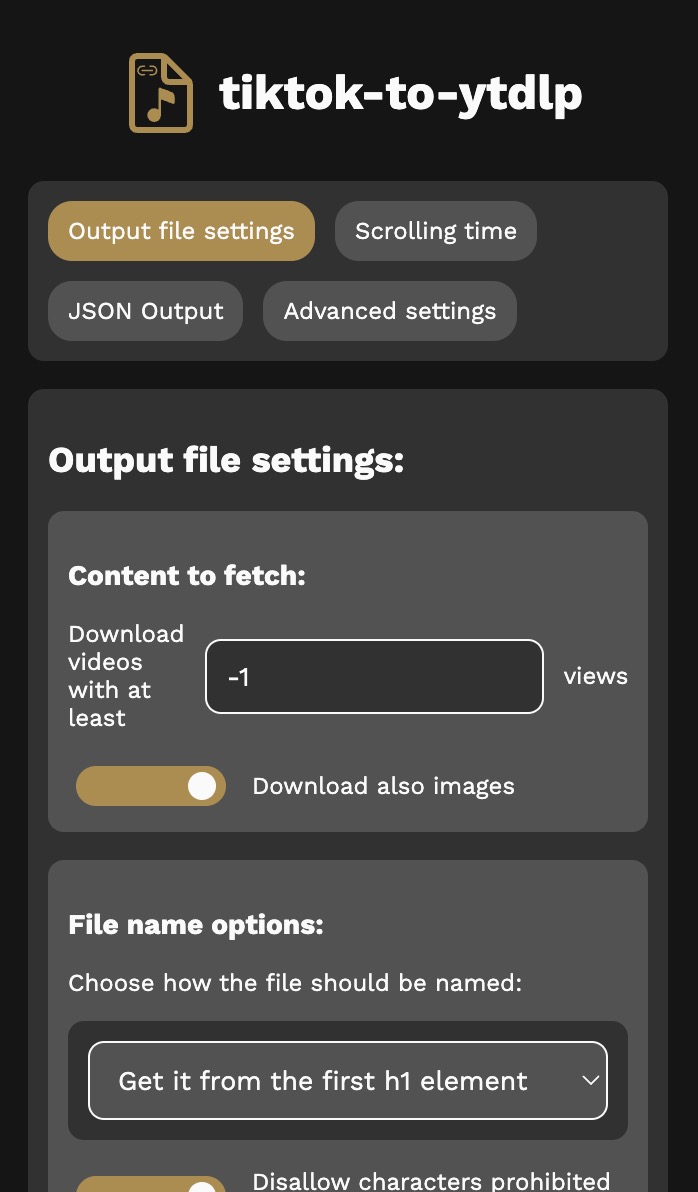 tiktok-to-ytdlp
Output file settings
Scrolling time
JSON Output
Advanced settings
Output file settings:
Content to fetch:
Download
videos
with at
least
-1
views
Download also images
File name options:
Choose how the file should be named:
Get it from the first h1 element
Disallow characters prohibited